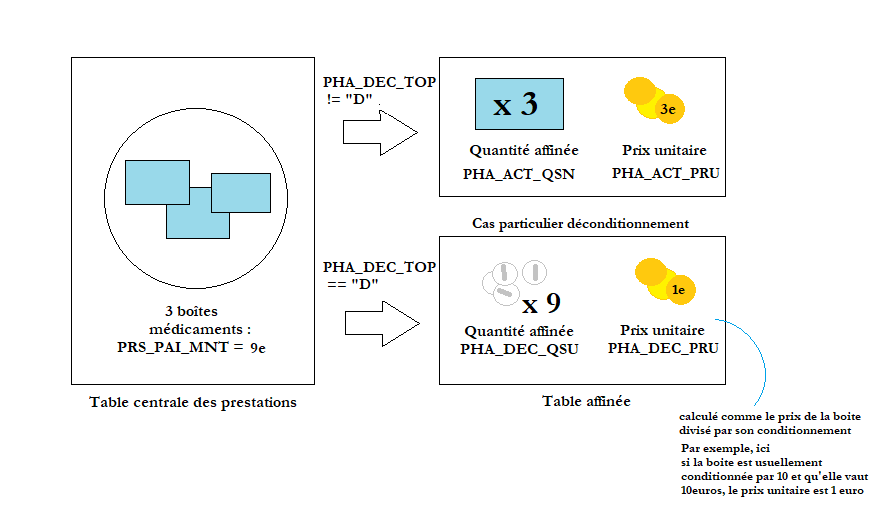 3 boîtes
médicaments :
PRS_PAI_MNT = 9e
Table centrale des prestations
PHA_DEC_TOP
!= "D" .
x 3
3e
Quantité affinée
Prix unitaire
PHA_ACT_QSN
PHA_ACT_PRU
Cas particulier déconditionnement
PHA_DEC_TOP
== "D"
x 9
1e
Quantité affinée
Prix unitaire
PHA_DEC_QSU
PHA_DEC_PRU
Table affinée
calculé comme le prix de la boite
divisé par son conditionnement
Par exemple, ici
si la boite est usuellement
conditionnée par 10 et qu'elle vaut
10euros, le prix unitaire est 1 euro